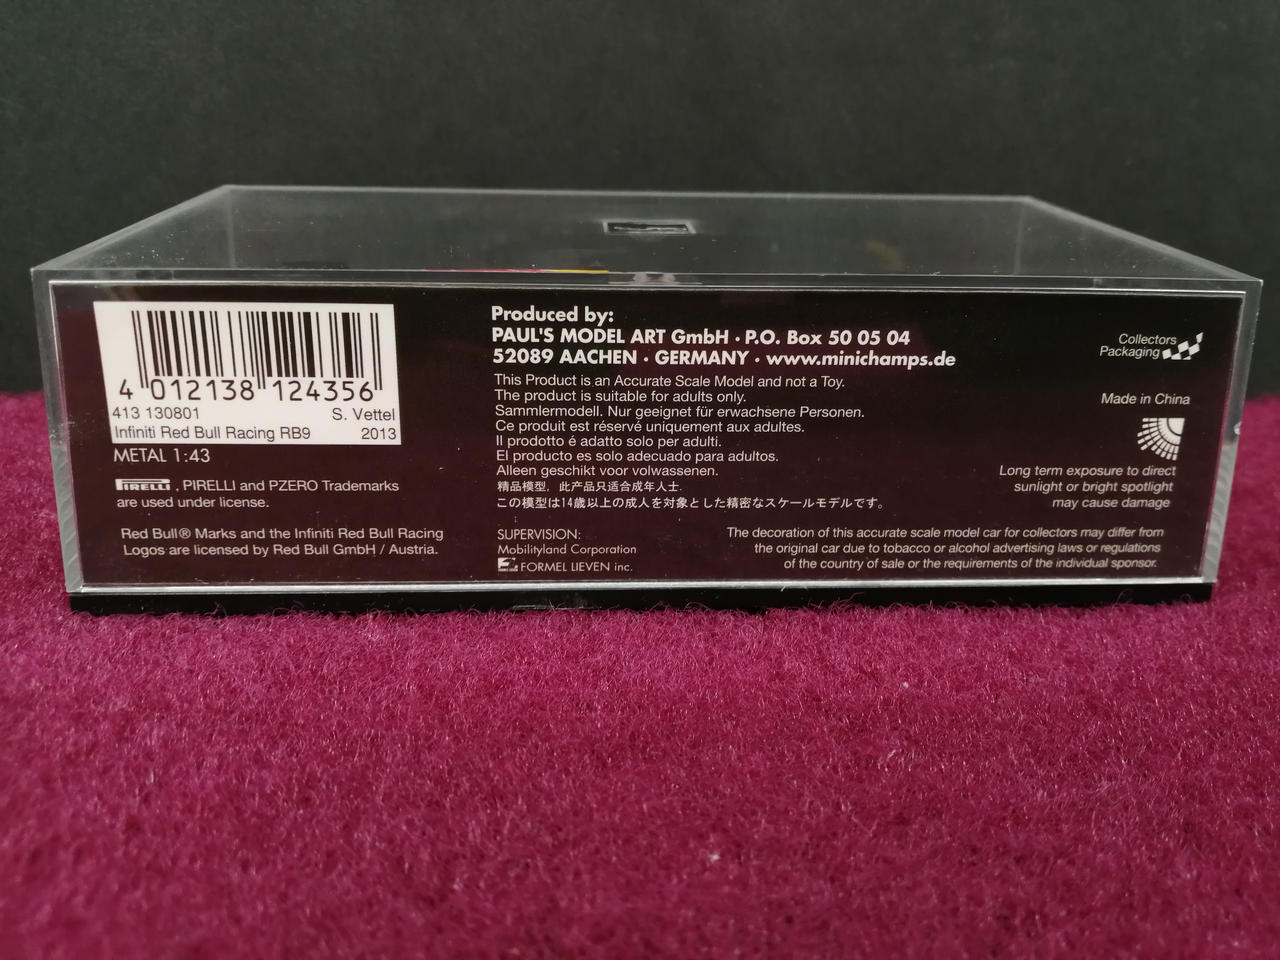 4 012138 124356
413 130801 S. Vettel
Infiniti Red Bull Racing RB9 2013
METAL 1:43
PIRELLI , PIRELLI and PZERO Trademarks
are used under license.
Red Bull® Marks and the Infiniti Red Bull Racing
Logos are licensed by Red Bull GmbH / Austria.
Produced by:
PAUL'S MODEL ART GmbH · P.O. Box 50 05 04
52089 AACHEN · GERMANY · www.minichamps.de
This Product is an Accurate Scale Model and not a Toy.
The product is suitable for adults only.
Sammlermodell. Nur geeignet für erwachsene Personen.
Ce produit est réservé uniquement aux adultes.
Il prodotto é adatto solo per adulti.
El producto es solo adecuado para adultos.
Alleen geschikt voor volwassenen.
精品模型，此产品只适合成年人士.
この模型は14歳以上の成人を対象とした精密なスケールモデルです。
SUPERVISION:
Mobilityland Corporation
FORMEL LIEVEN inc.
Collectors
Packaging
Made in China
Long term exposure to direct
sunlight or bright spotlight
may cause damage
The decoration of this accurate scale model car for collectors may differ from
the original car due to tobacco or alcohol advertising laws or regulations
of the country of sale or the requirements of the individual sponsor.